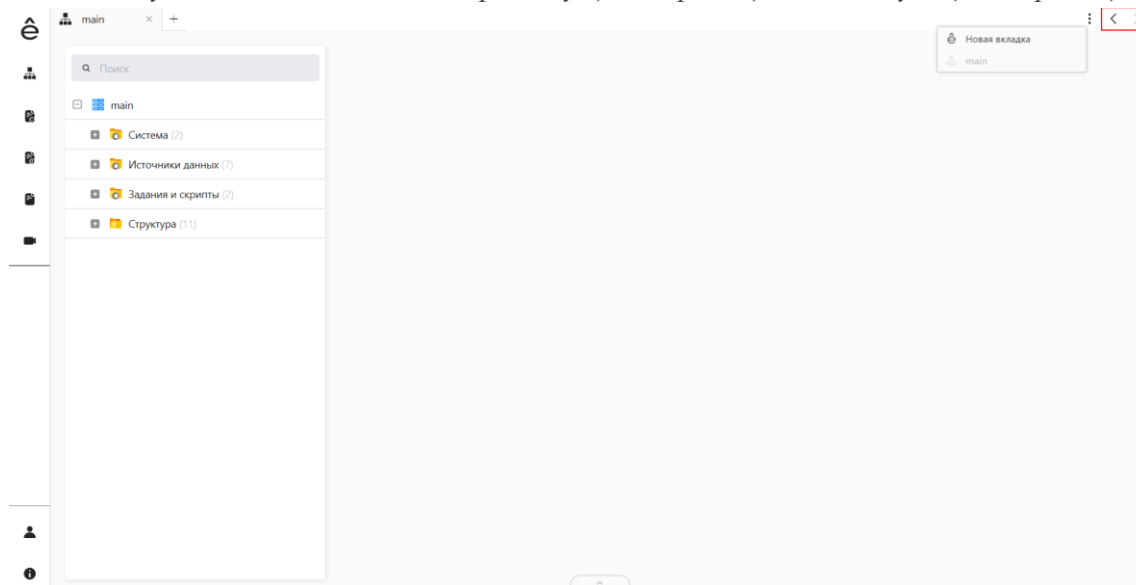 main × +
Новая вкладка
main
Поиск
main
Система (2)
Источники данных (7)
Задания и скрипты (2)
Структура (11)